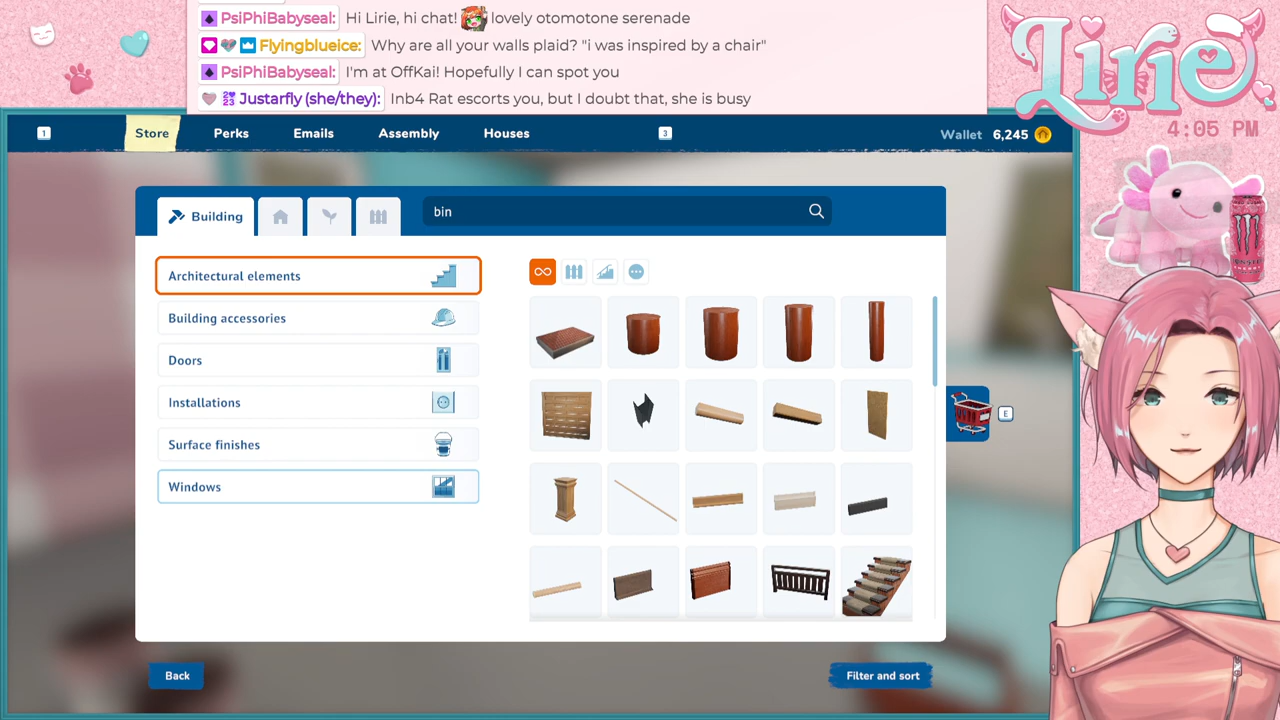 PsiPhiBabyseal: Hi Lirie, hi chat! lovely otomotone serenade
Flyingblueice: Why are all your walls plaid? "i was inspired by a chair"
PsiPhiBabyseal: I'm at OffKai! Hopefully I can spot you
2023 Justarfly (she/they): Inb4 Rat escorts you, but I doubt that, she is busy
Lirie
4:05 PM
1 Store Perks Emails Assembly Houses 3 Wallet 6,245
Building
bin
Architectural elements
Building accessories
Doors
Installations
Surface finishes
Windows
E
Back
Filter and sort